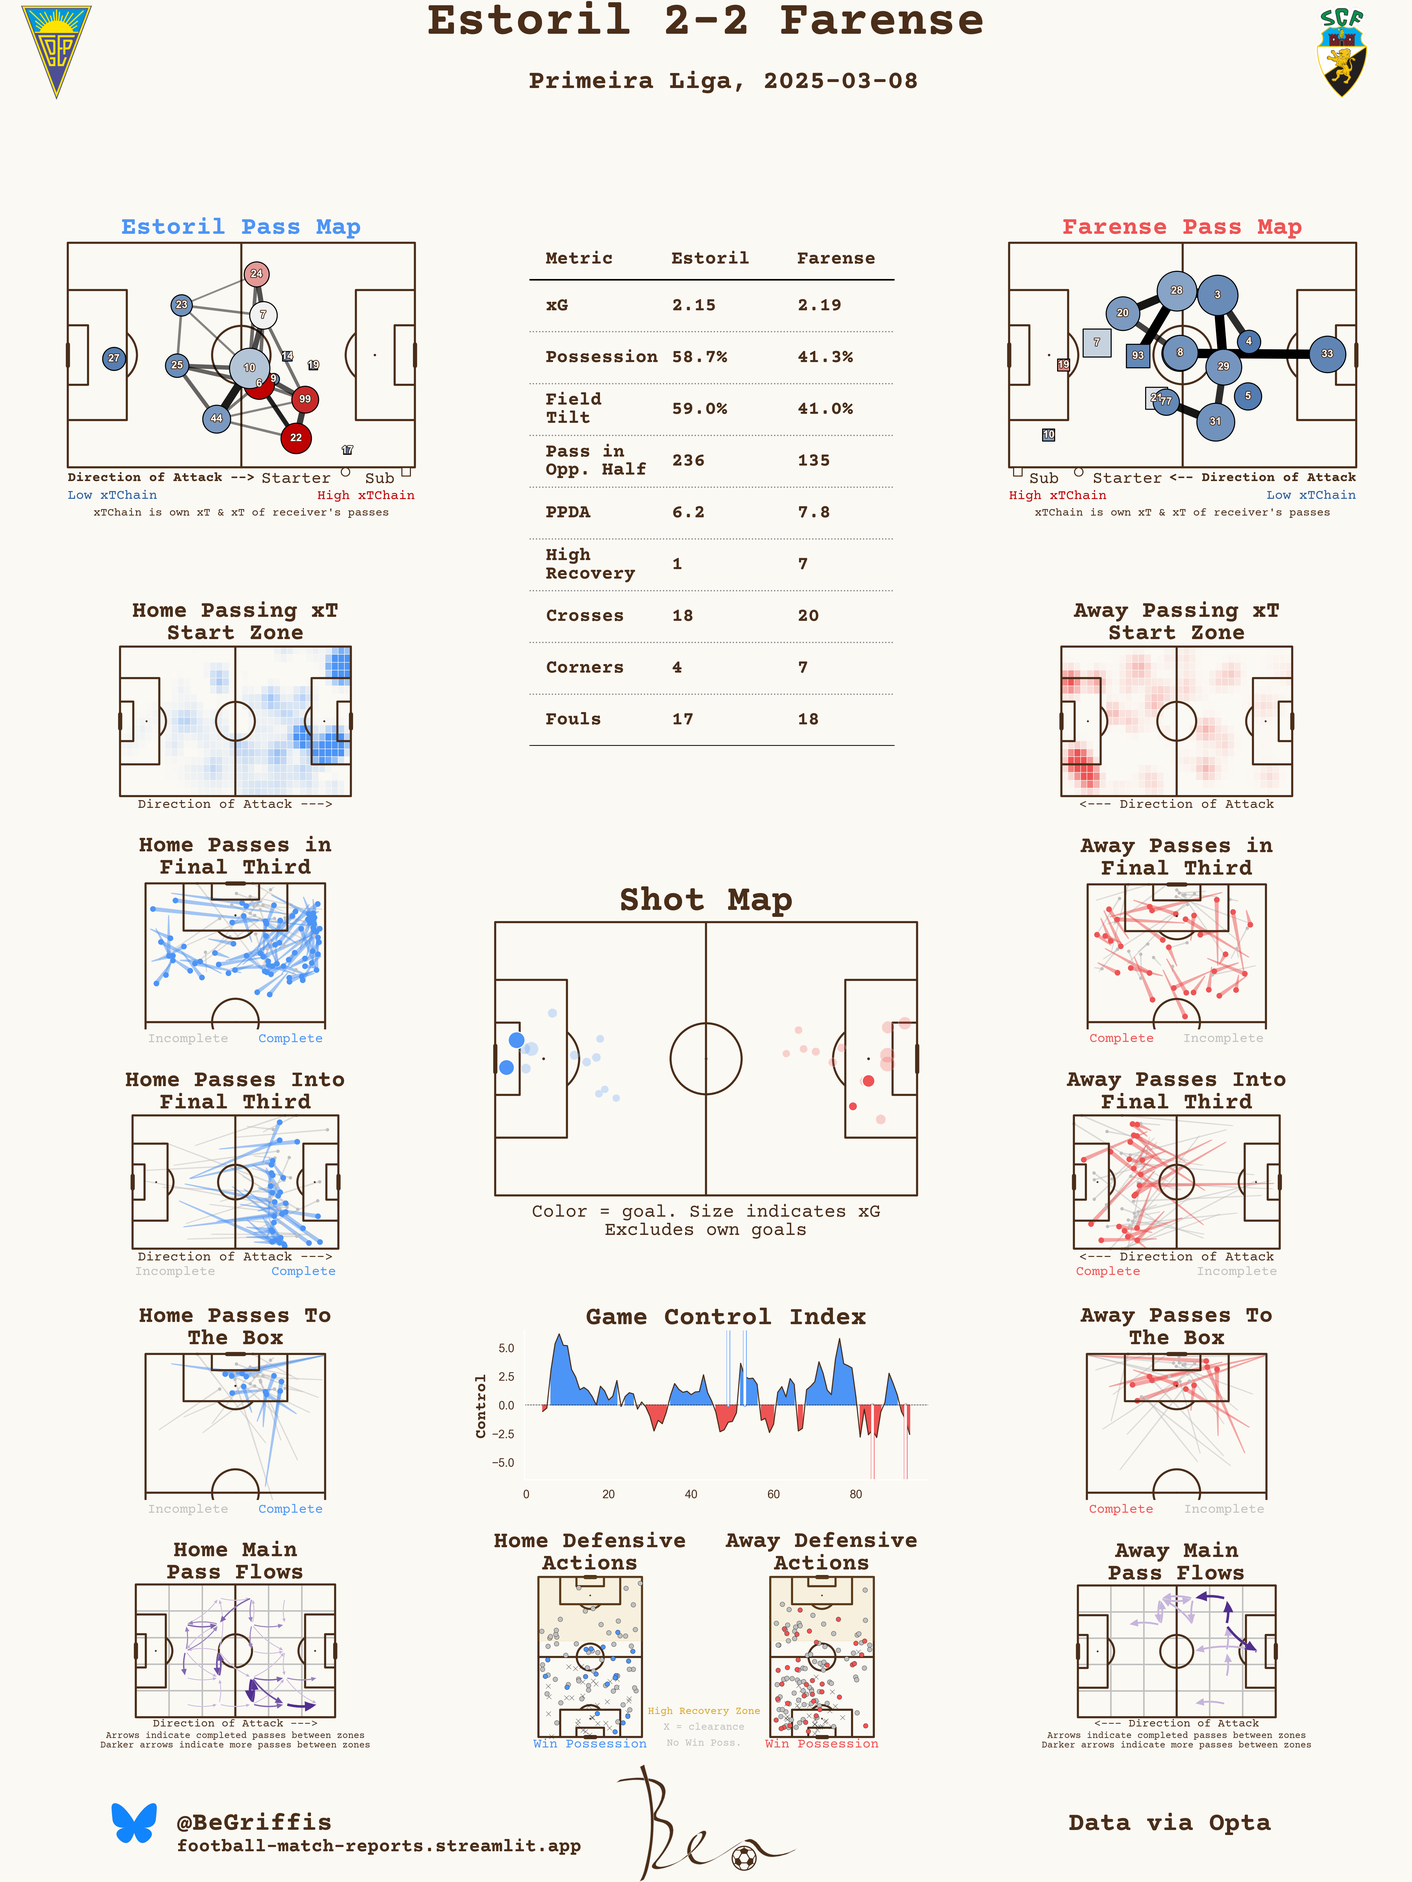 Estoril 2-2 Farense
Primeira Liga, 2025-03-08
SCF
Estoril Pass Map
24
23
7
27
25
14
19
10
6
9
99
44
22
17
Direction of Attack --> Starter Sub
Low xTChain High xTChain
xTChain is own xT & xT of receiver's passes
Metric Estoril Farense
xG 2.15 2.19
Possession 58.7% 41.3%
Field
Tilt 59.0% 41.0%
Pass in
Opp. Half 236 135
PPDA 6.2 7.8
High
Recovery 1 7
Crosses 18 20
Corners 4 7
Fouls 17 18
Farense Pass Map
28
3
20
7
4
93
8
33
19
29
77
5
31
10
Sub Starter <-- Direction of Attack
High xTChain Low xTChain
xTChain is own xT & xT of receiver's passes
Home Passing xT
Start Zone
Direction of Attack --->
Away Passing xT
Start Zone
<--- Direction of Attack
Home Passes in
Final Third
Incomplete Complete
Away Passes in
Final Third
Complete Incomplete
Shot Map
Color = goal. Size indicates xG
Excludes own goals
Home Passes Into
Final Third
Direction of Attack --->
Incomplete Complete
Away Passes Into
Final Third
<--- Direction of Attack
Complete Incomplete
Home Passes To
The Box
Incomplete Complete
Game Control Index
Control
5.0
2.5
0.0
−2.5
−5.0
0 20 40 60 80
Away Passes To
The Box
Complete Incomplete
Home Main
Pass Flows
Direction of Attack --->
Arrows indicate completed passes between zones
Darker arrows indicate more passes between zones
Home Defensive
Actions
Win Possession
Away Defensive
Actions
Win Possession
High Recovery Zone
X = clearance
No Win Poss.
Away Main
Pass Flows
<--- Direction of Attack
Arrows indicate completed passes between zones
Darker arrows indicate more passes between zones
@BeGriffis
football-match-reports.streamlit.app
Ben
Data via Opta